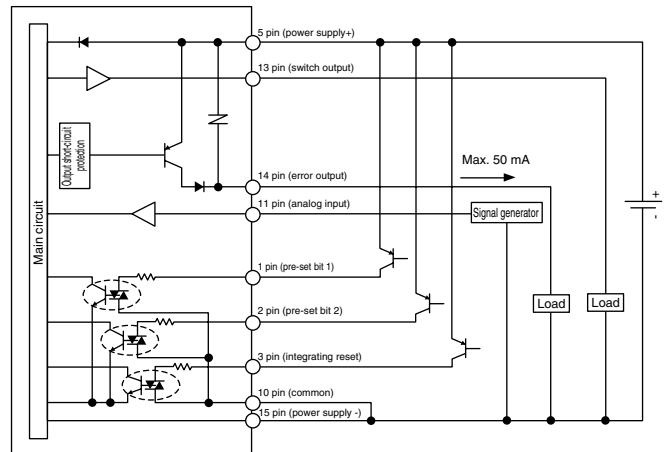 5 pin (power supply+)
13 pin (switch output)
Output short-circuit
protection
Max. 50 mA
14 pin (error output)
11 pin (analog input)
Signal generator
Main circuit
1 pin (pre-set bit 1)
2 pin (pre-set bit 2)
Load
Load
3 pin (integrating reset)
10 pin (common)
15 pin (power supply -)
+
-